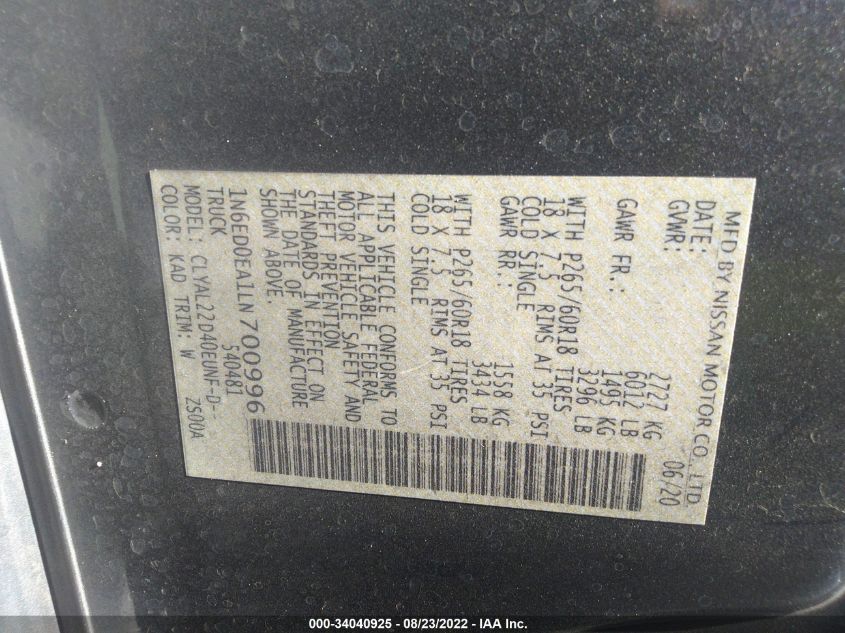 MFD BY NISSAN MOTOR CO., LTD.
DATE: 06/20
GVWR: 2727 KG
6012 LB
GAWR FR.: 1495 KG
3296 LB
WITH P265/60R18 TIRES
18 X 7.5 RIMS AT 35 PSI
COLD SINGLE
GAWR RR.: 1558 KG
3434 LB
WITH P265/60R18 TIRES
18 X 7.5 RIMS AT 35 PSI
COLD SINGLE
THIS VEHICLE CONFORMS TO
ALL APPLICABLE FEDERAL
MOTOR VEHICLE SAFETY AND
THEFT PREVENTION
STANDARDS IN EFFECT ON
THE DATE OF MANUFACTURE
SHOWN ABOVE.
1N6ED0EA1LN700996
TRUCK 540481
MODEL: CLYAL22D40EUNF-D--
COLOR: KAD TRIM: W ZS00A
000-34040925 - 08/23/2022 - IAA Inc.